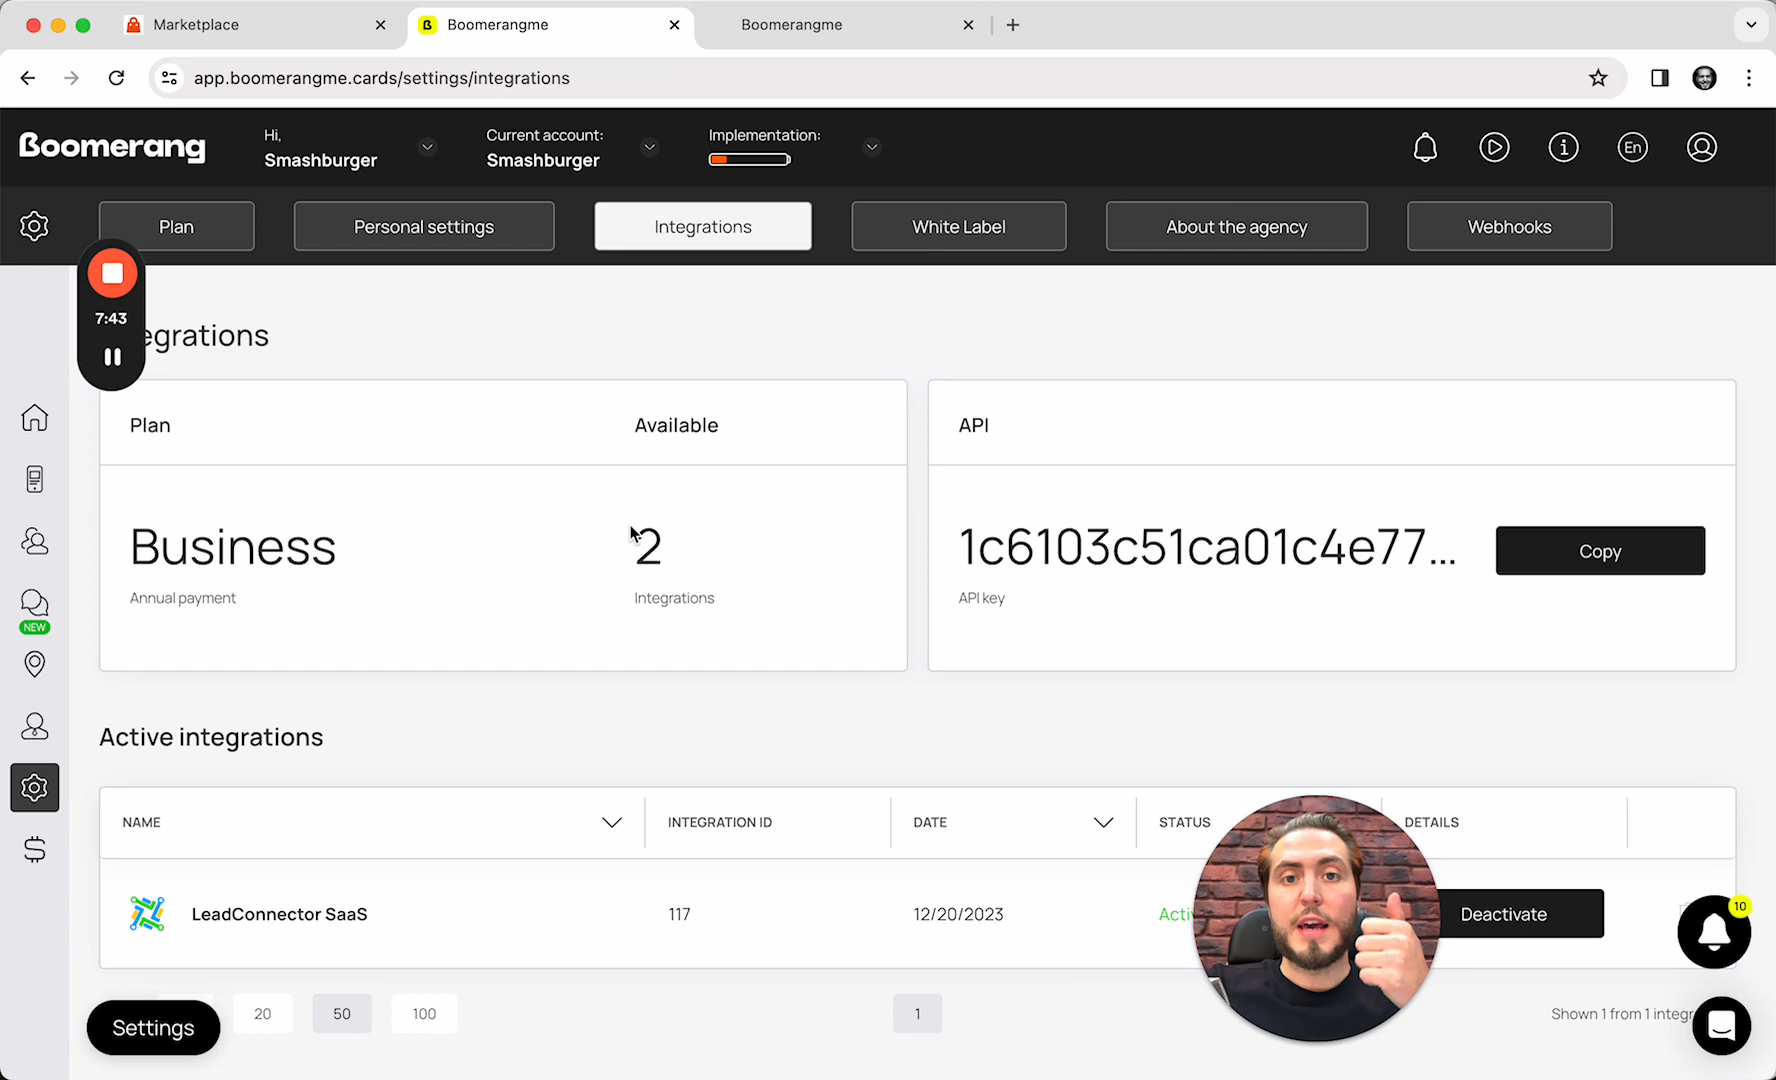 Marketplace
Boomerangme
Boomerangme
app.boomerangme.cards/settings/integrations
Boomerang
Hi,
Smashburger
Current account:
Smashburger
Implementation:
En
Plan
Personal settings
Integrations
White Label
About the agency
Webhooks
7:43
egrations
Plan
Available
API
Business
2
1c6103c51ca01c4e77...
Copy
Annual payment
Integrations
API key
NEW
Active integrations
NAME
INTEGRATION ID
DATE
STATUS
DETAILS
LeadConnector SaaS
117
12/20/2023
Acti
Deactivate
10
Settings
20
50
100
1
Shown 1 from 1 integr